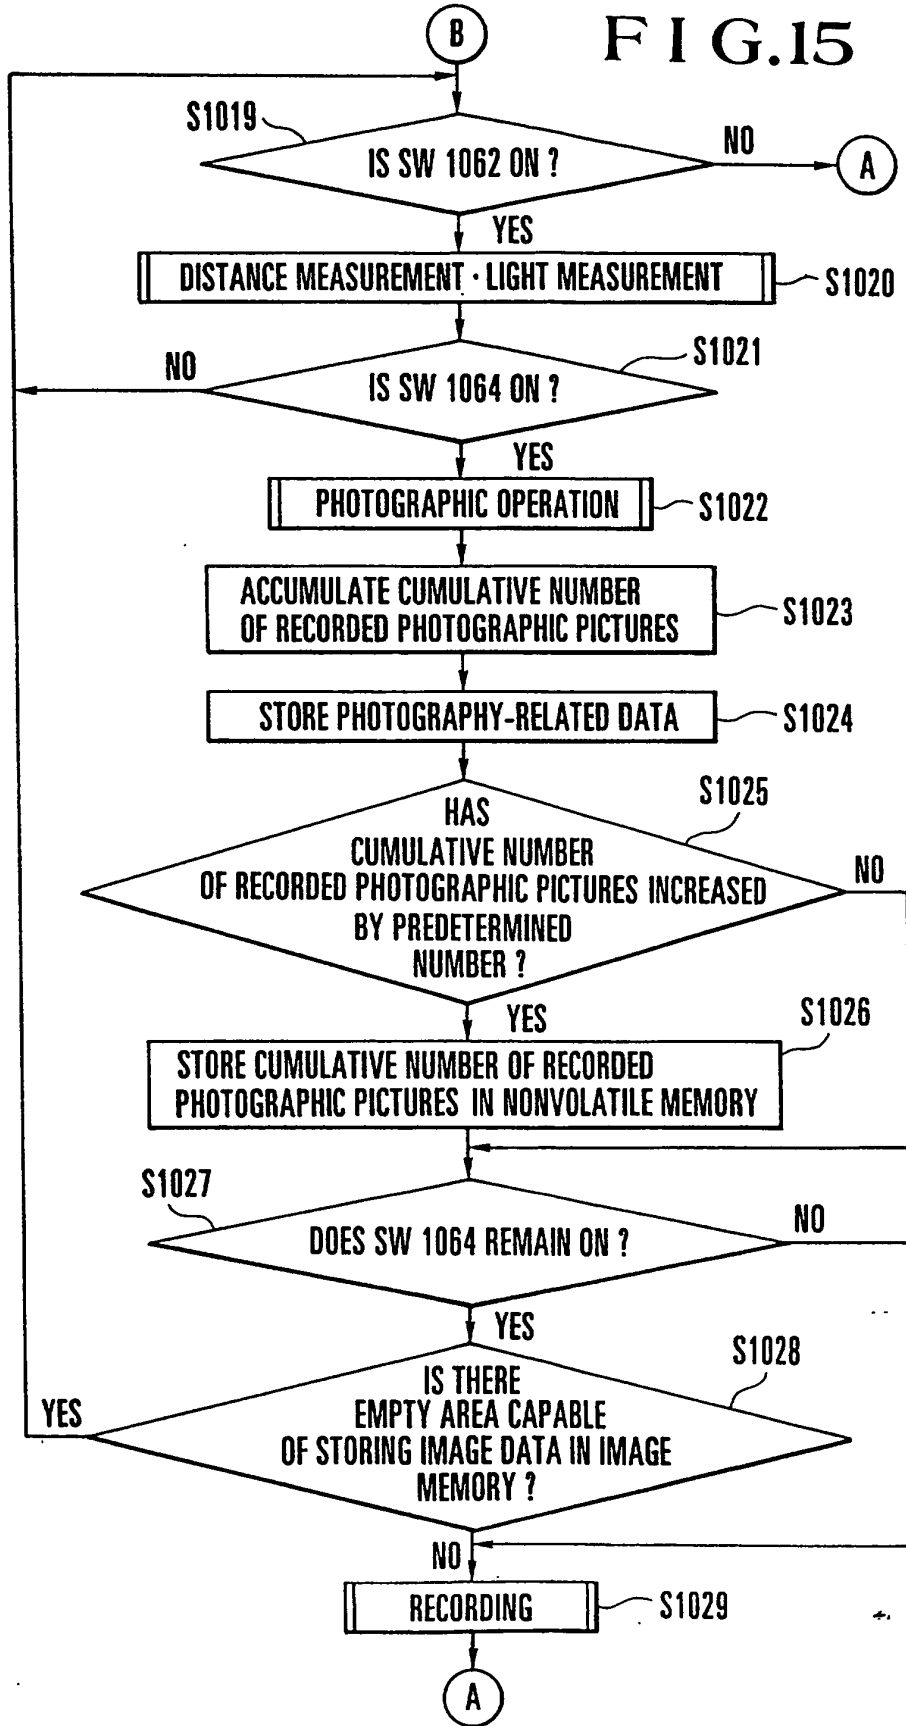 FIG.15
B
S1019
IS SW 1062 ON ?
NO
A
YES
DISTANCE MEASUREMENT · LIGHT MEASUREMENT
S1020
S1021
NO
IS SW 1064 ON ?
YES
PHOTOGRAPHIC OPERATION
S1022
ACCUMULATE CUMULATIVE NUMBER
OF RECORDED PHOTOGRAPHIC PICTURES
S1023
STORE PHOTOGRAPHY-RELATED DATA
S1024
S1025
HAS
CUMULATIVE NUMBER
OF RECORDED PHOTOGRAPHIC PICTURES INCREASED
BY PREDETERMINED
NUMBER ?
NO
YES
S1026
STORE CUMULATIVE NUMBER OF RECORDED
PHOTOGRAPHIC PICTURES IN NONVOLATILE MEMORY
S1027
DOES SW 1064 REMAIN ON ?
NO
YES
S1028
IS THERE
EMPTY AREA CAPABLE
OF STORING IMAGE DATA IN IMAGE
MEMORY ?
YES
NO
RECORDING
S1029
A